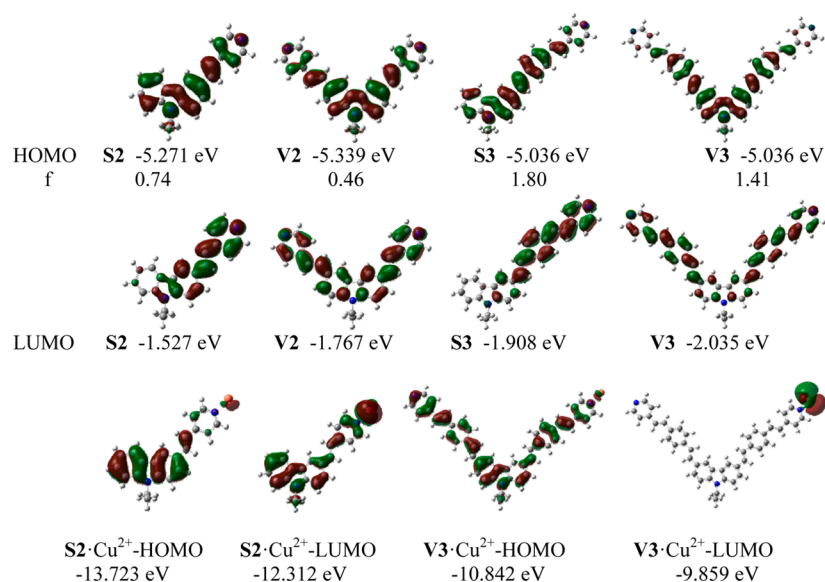 HOMO S2 -5.271 eV V2 -5.339 eV S3 -5.036 eV V3 -5.036 eV
f 0.74 0.46 1.80 1.41
LUMO S2 -1.527 eV V2 -1.767 eV S3 -1.908 eV V3 -2.035 eV
S2·Cu²⁺-HOMO S2·Cu²⁺-LUMO V3·Cu²⁺-HOMO V3·Cu²⁺-LUMO
-13.723 eV -12.312 eV -10.842 eV -9.859 eV